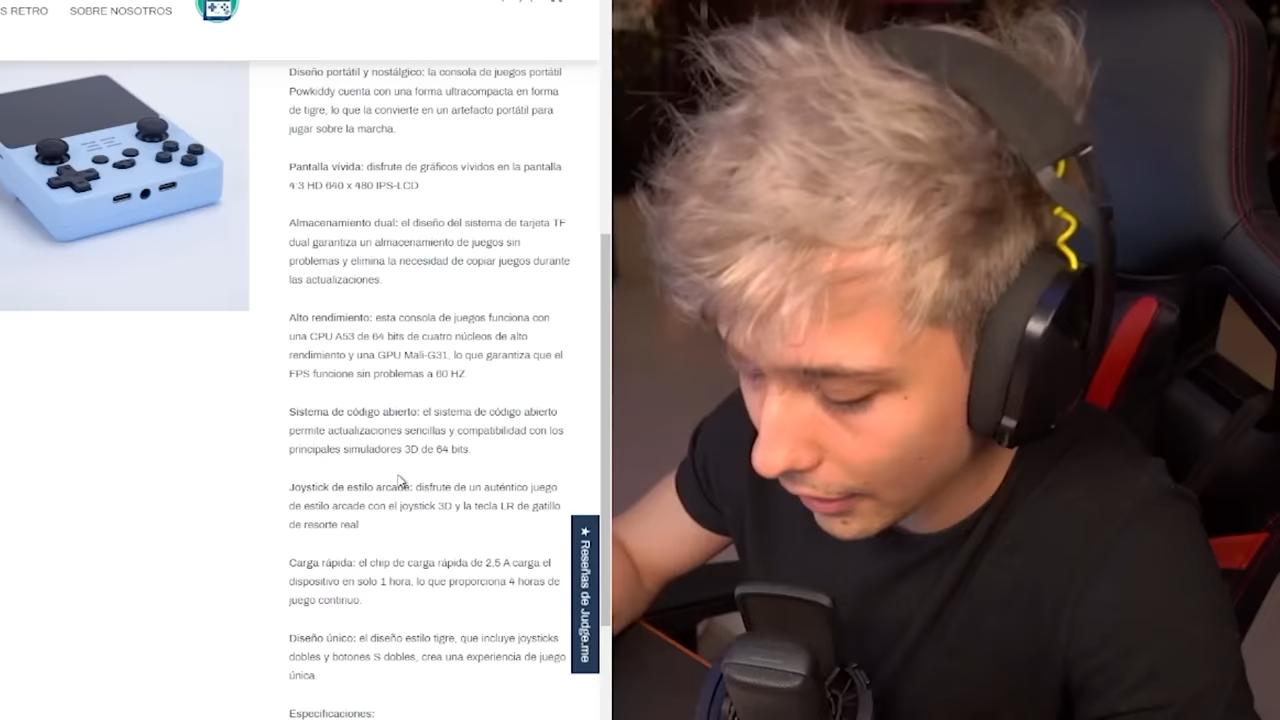 S RETRO
SOBRE NOSOTROS
Diseño portátil y nostálgico: la consola de juegos portátil
Powkiddy cuenta con una forma ultracompacta en forma
de tigre, lo que la convierte en un artefacto portátil para
jugar sobre la marcha.
Pantalla vívida: disfrute de gráficos vívidos en la pantalla
4:3 HD 640 x 480 IPS-LCD
Almacenamiento dual: el diseño del sistema de tarjeta TF
dual garantiza un almacenamiento de juegos sin
problemas y elimina la necesidad de copiar juegos durante
las actualizaciones.
Alto rendimiento: esta consola de juegos funciona con
una CPU A53 de 64 bits de cuatro núcleos de alto
rendimiento y una GPU Mali-G31, lo que garantiza que el
FPS funcione sin problemas a 60 HZ.
Sistema de código abierto: el sistema de código abierto
permite actualizaciones sencillas y compatibilidad con los
principales simuladores 3D de 64 bits.
Joystick de estilo arcade: disfrute de un auténtico juego
de estilo arcade con el joystick 3D y la tecla LR de gatillo
de resorte real
Carga rápida: el chip de carga rápida de 2,5 A carga el
dispositivo en solo 1 hora, lo que proporciona 4 horas de
juego continuo.
Diseño único: el diseño estilo tigre, que incluye joysticks
dobles y botones S dobles, crea una experiencia de juego
única.
Especificaciones:
★ Reseñas de Judge.me